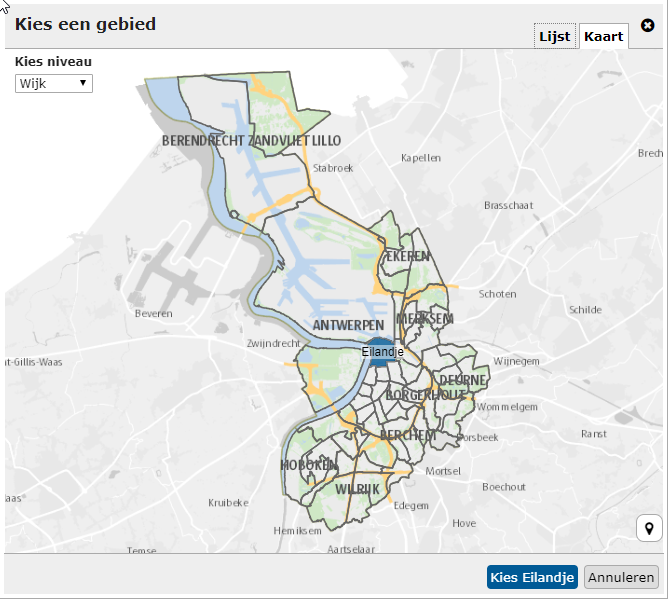 Kies een gebied
Lijst
Kaart
Kies niveau
Wijk
BERENDRECHT ZANDVLIET LILLO
Kapellen
Stabroek
Brech
Brasschaat
EKEREN
Schoten
Schilde
Beveren
ANTWERPEN
MERKSEM
Zwijndrecht
Eilandje
nt-Gillis-Waas
Wijnegem
DEURNE
BORGERHOUT
Wommelgem
BERCHEM
Borsbeek
Ranst
HOBOKEN
Mortsel
WILRIJK
Boechout
aas
Kruibeke
Edegem
Hove
Hemiksem
Temse
Aartselaar
Kies Eilandje
Annuleren